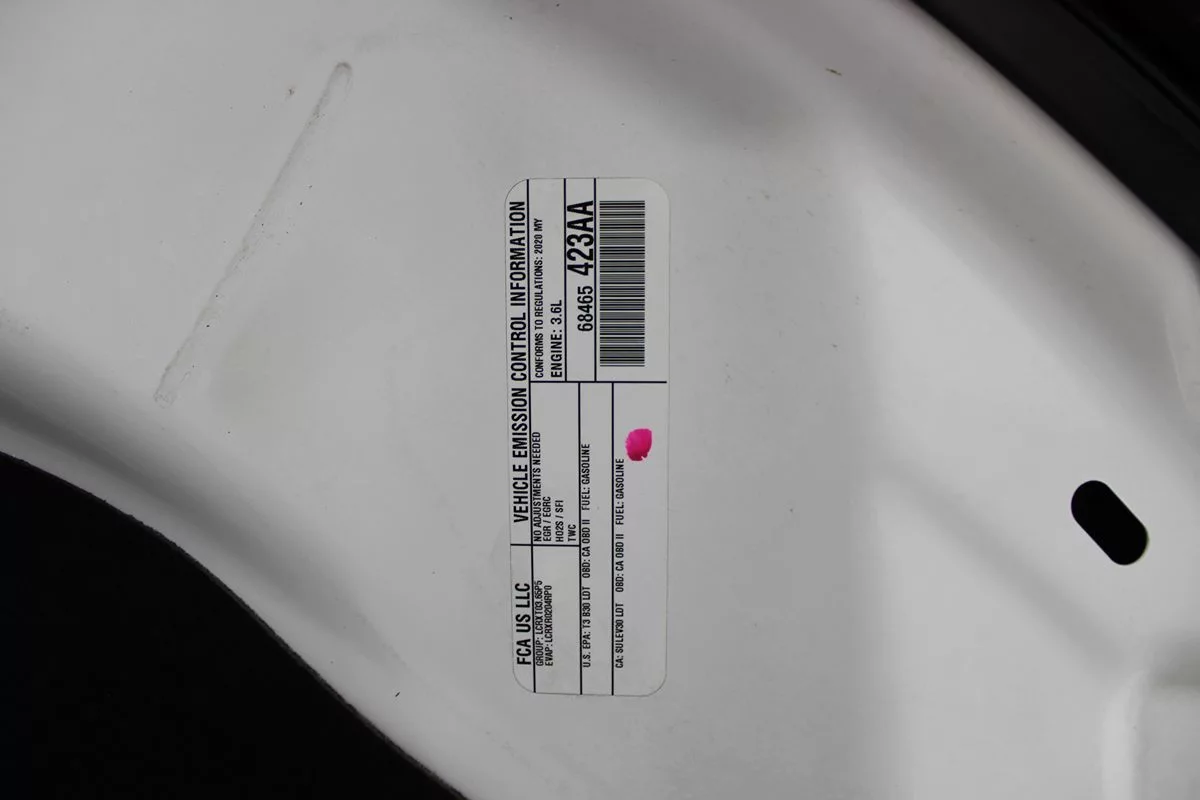 FCA US LLC VEHICLE EMISSION CONTROL INFORMATION
GROUP: LCRXT03.65P5
EVAP: LCRXR0204RP0
NO ADJUSTMENTS NEEDED
EGR / EGRC
HO2S / SFI
TWC
CONFORMS TO REGULATIONS: 2020 MY
ENGINE: 3.6L
68465 423AA
U.S. EPA: T3 B30 LDT OBD: CA OBD II FUEL: GASOLINE
CA: SULEV30 LDT OBD: CA OBD II FUEL: GASOLINE